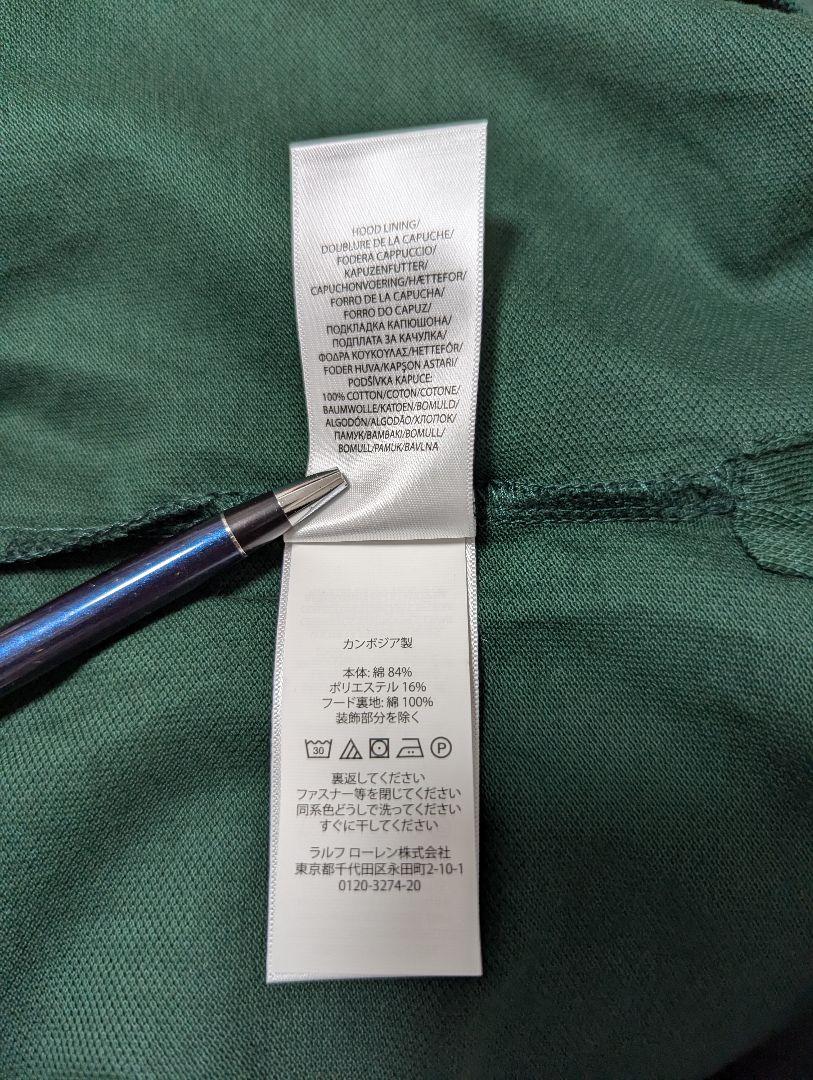 HOOD LINING/
DOUBLURE DE LA CAPUCHE/
FODERA CAPPUCCIO/
KAPUZENFUTTER/
CAPUCHONVOERING/HÆTTEFOR/
FORRO DE LA CAPUCHA/
FORRO DO CAPUZ/
ПОДКЛАДКА КАПЮШОНА/
ПОДПЛАТА ЗА КАЧУЛКА/
ΦΟΔΡΑ ΚΟΥΚΟΥΛΑΣ/HETTEFÔR/
FODER HUVA/KAPŞON ASTARI/
PODŠÍVKA KAPUCE:
100% COTTON/COTON/COTONE/
BAUMWOLLE/KATOEN/BOMULD/
ALGODÓN/ALGODÃO/ХЛОПОК/
ПАМУК/ΒΑΜΒΑΚΙ/BOMULL/
BOMULL/PAMUK/BAVLNA
カンボジア製
本体: 綿 84%
ポリエステル 16%
フード裏地: 綿 100%
装飾部分を除く
30
P
裏返してください
ファスナー等を閉じてください
同系色どうしで洗ってください
すぐに干してください
ラルフ ローレン株式会社
東京都千代田区永田町2-10-1
0120-3274-20